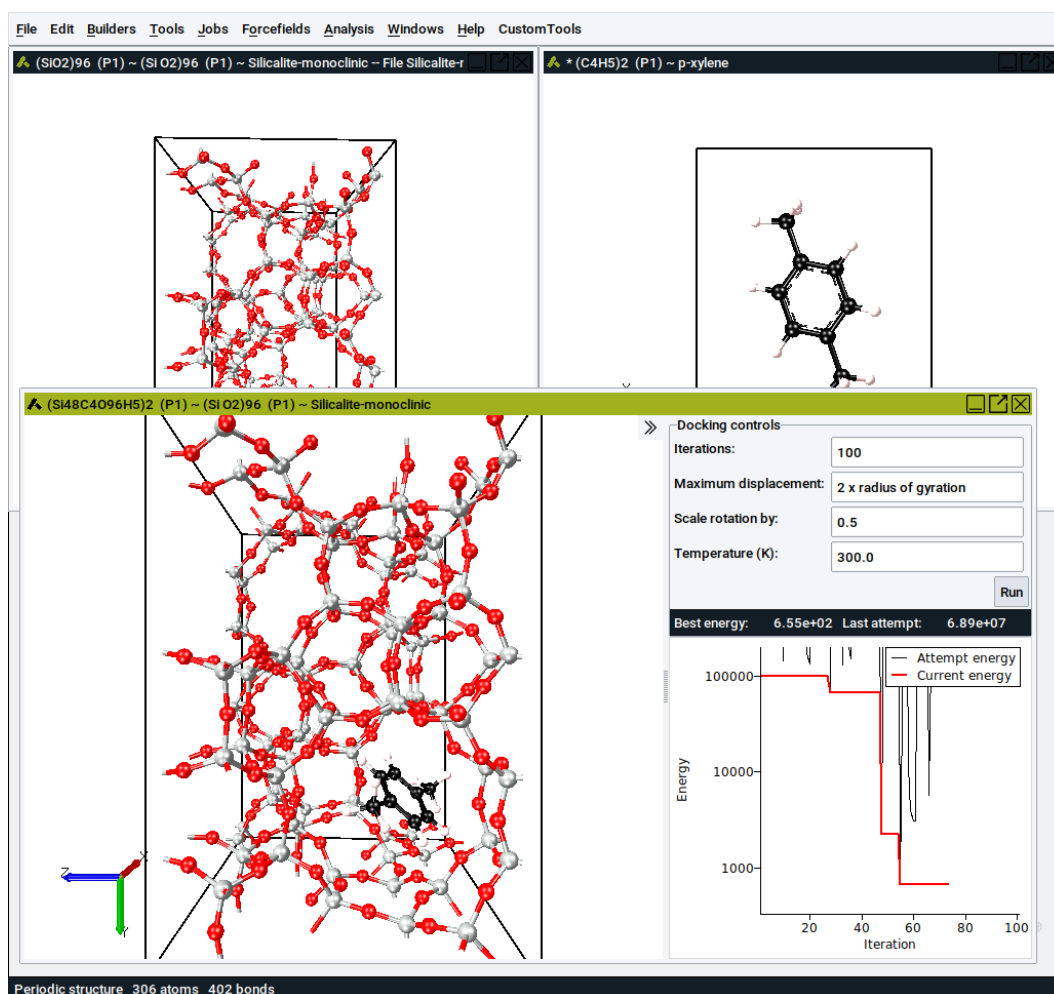 File Edit Builders Tools Jobs Forcefields Analysis Windows Help CustomTools
(SiO2)96 (P1) ~ (Si O2)96 (P1) ~ Silicalite-monoclinic -- File Silicalite-r
* (C4H5)2 (P1) ~ p-xylene
(Si48C4O96H5)2 (P1) ~ (Si O2)96 (P1) ~ Silicalite-monoclinic
Docking controls
Iterations: 100
Maximum displacement: 2 x radius of gyration
Scale rotation by: 0.5
Temperature (K): 300.0
Run
Best energy: 6.55e+02 Last attempt: 6.89e+07
Attempt energy
Current energy
100000
10000
1000
Energy
20 40 60 80 100
Iteration
Z X
Y
Periodic structure 306 atoms 402 bonds